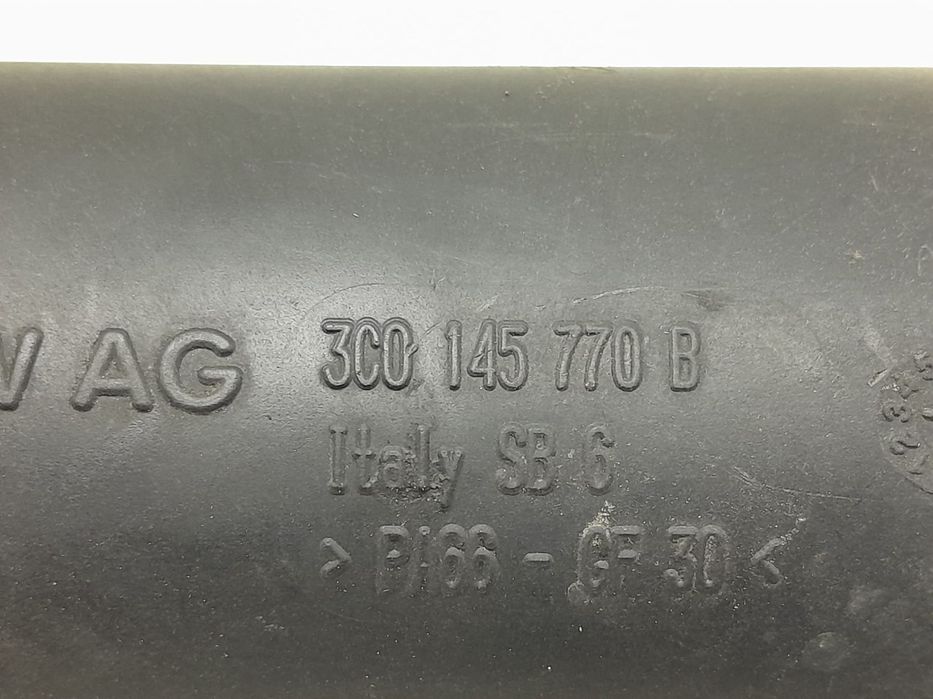 W AG 3C0 145 770 B
Italy SB 6
> PA66 - GF 30 <